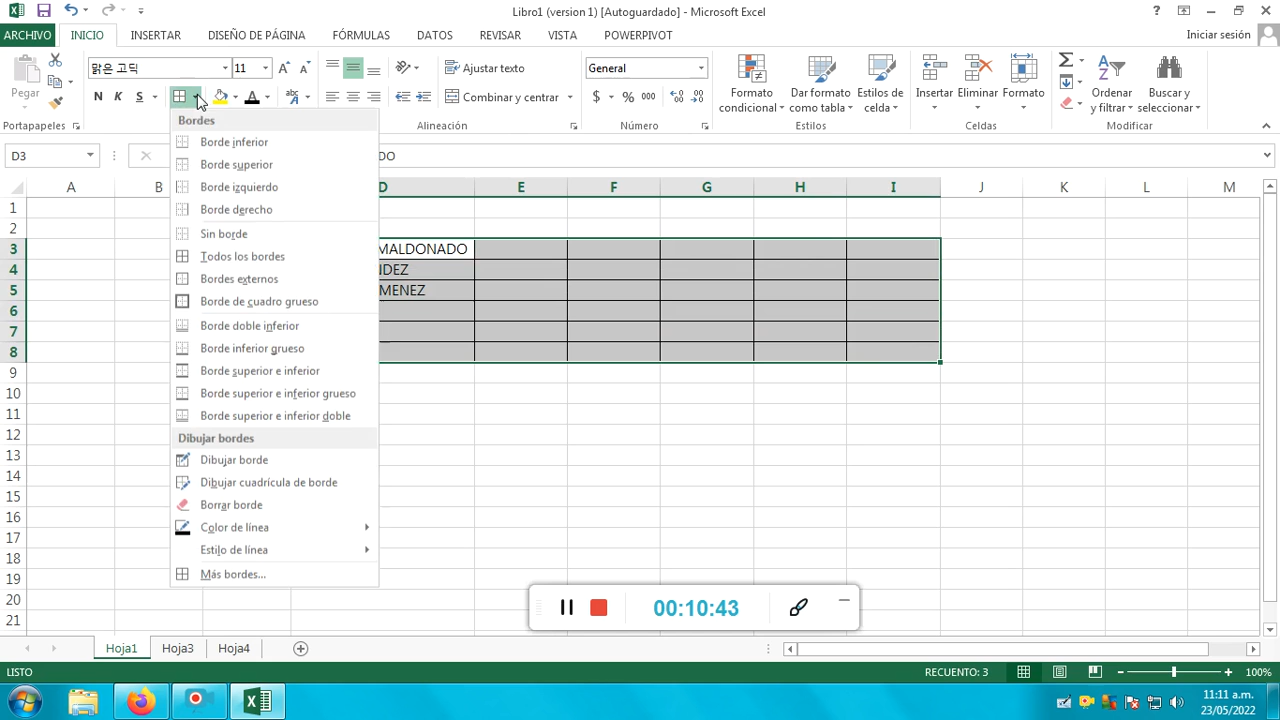 Libro1 (version 1) [Autoguardado] - Microsoft Excel
ARCHIVO INICIO INSERTAR DISEÑO DE PÁGINA FÓRMULAS DATOS REVISAR VISTA POWERPIVOT Iniciar sesión
Pegar
맑은 고딕 11
N K S
Ajustar texto
Combinar y centrar
General
$ % 000
Formato condicional
Dar formato como tabla
Estilos de celda
Insertar Eliminar Formato
Ordenar y filtrar
Buscar y seleccionar
Portapapeles Alineación Número Estilos Celdas Modificar
D3 DO
A B D E F G H I J K L M
1
2
3 MALDONADO
4 NDEZ
5 MENEZ
6
7
8
9
10
11
12
13
14
15
16
17
18
19
20
21
Bordes
Borde inferior
Borde superior
Borde izquierdo
Borde derecho
Sin borde
Todos los bordes
Bordes externos
Borde de cuadro grueso
Borde doble inferior
Borde inferior grueso
Borde superior e inferior
Borde superior e inferior grueso
Borde superior e inferior doble
Dibujar bordes
Dibujar borde
Dibujar cuadrícula de borde
Borrar borde
Color de línea
Estilo de línea
Más bordes...
00:10:43
Hoja1 Hoja3 Hoja4
LISTO RECUENTO: 3 100%
11:11 a.m.
23/05/2022